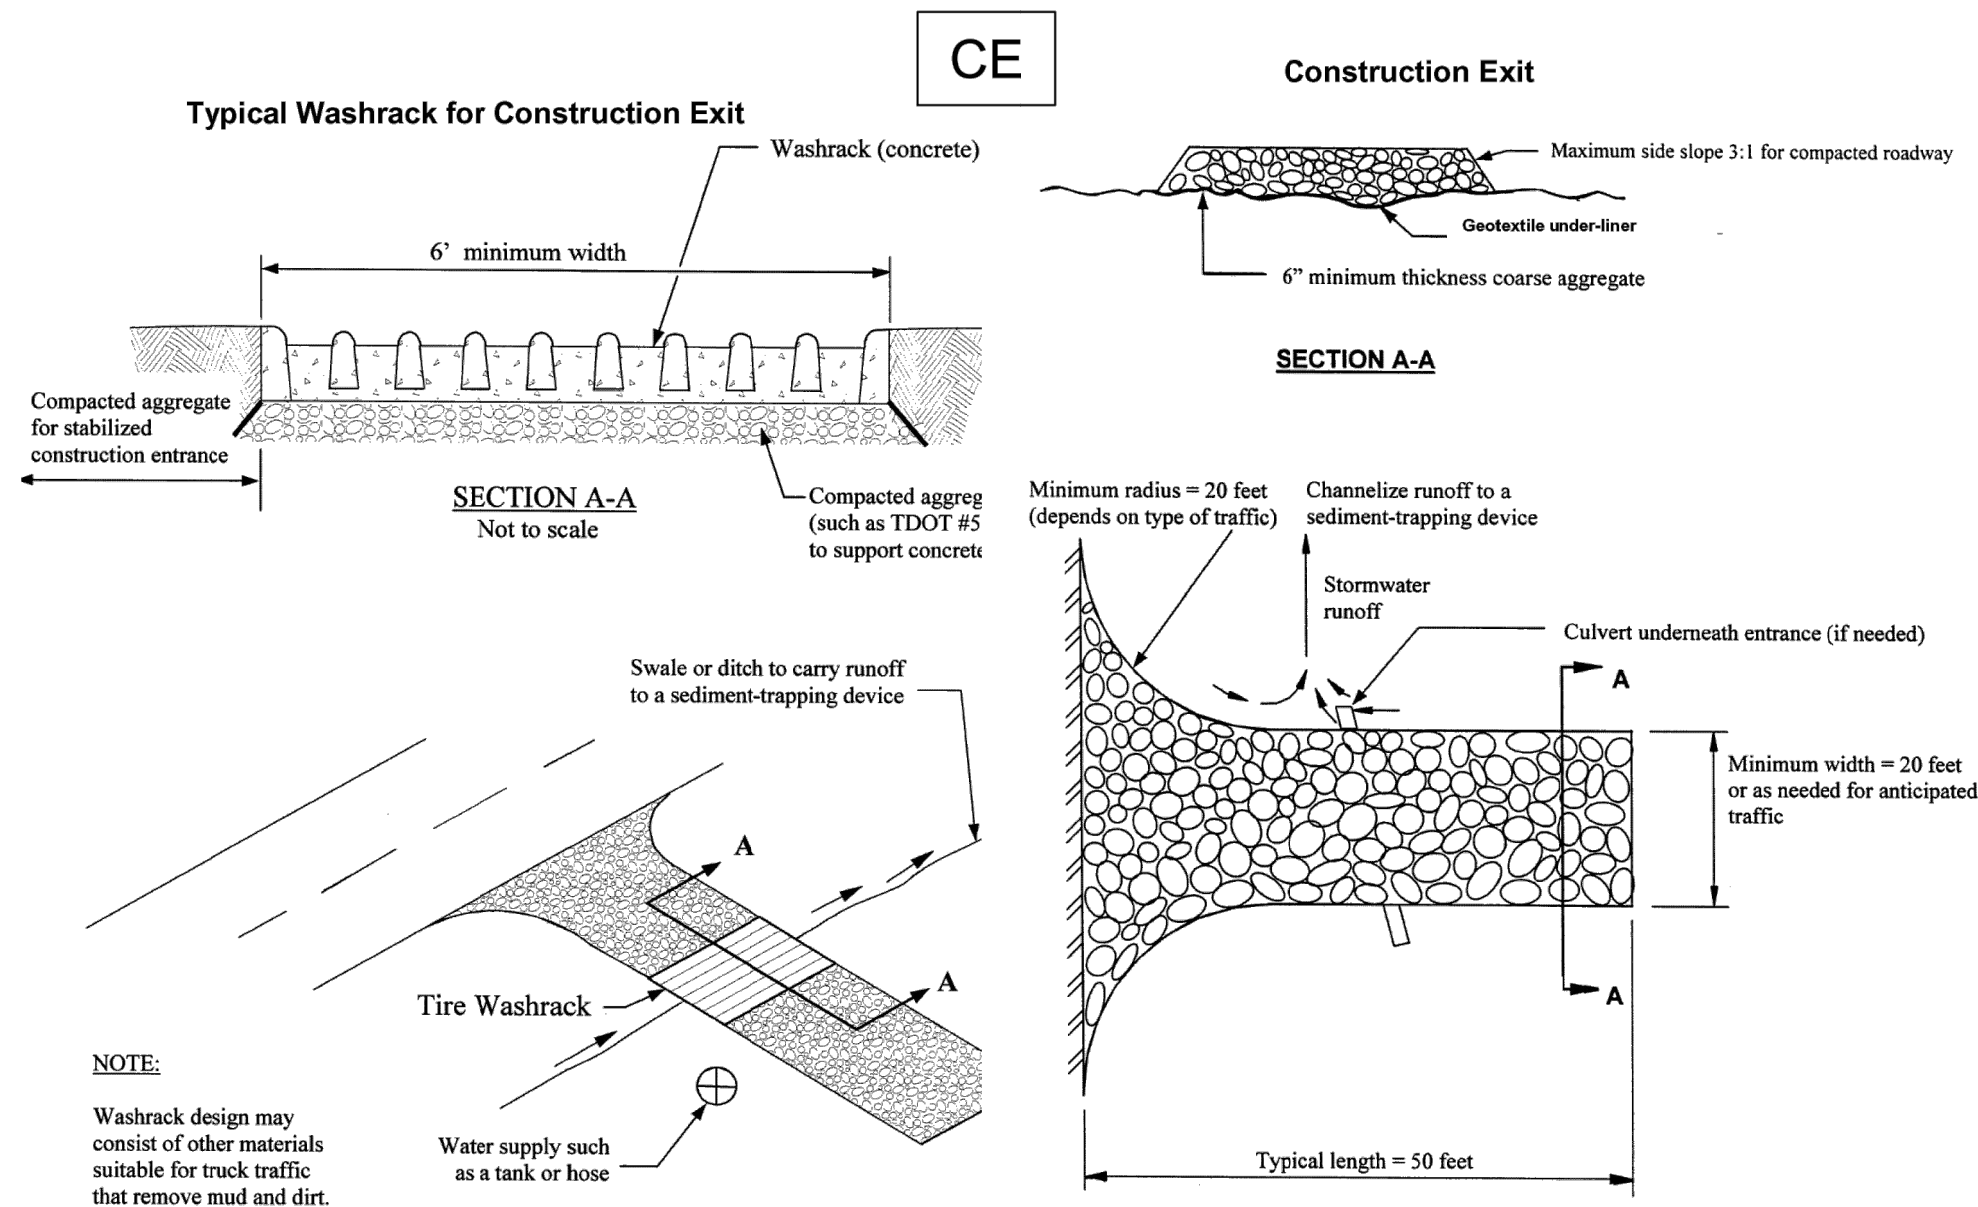 CE
Typical Washrack for Construction Exit
Washrack (concrete)
6’ minimum width
Compacted aggregate
for stabilized
construction entrance
SECTION A-A
Not to scale
Compacted aggreg
(such as TDOT #5
to support concrete
Swale or ditch to carry runoff
to a sediment-trapping device
A
A
Tire Washrack
NOTE:
Washrack design may
consist of other materials
suitable for truck traffic
that remove mud and dirt.
Water supply such
as a tank or hose
Construction Exit
Maximum side slope 3:1 for compacted roadway
Geotextile under-liner
6” minimum thickness coarse aggregate
SECTION A-A
Minimum radius = 20 feet
(depends on type of traffic)
Channelize runoff to a
sediment-trapping device
Stormwater
runoff
Culvert underneath entrance (if needed)
A
Minimum width = 20 feet
or as needed for anticipated
traffic
A
Typical length = 50 feet